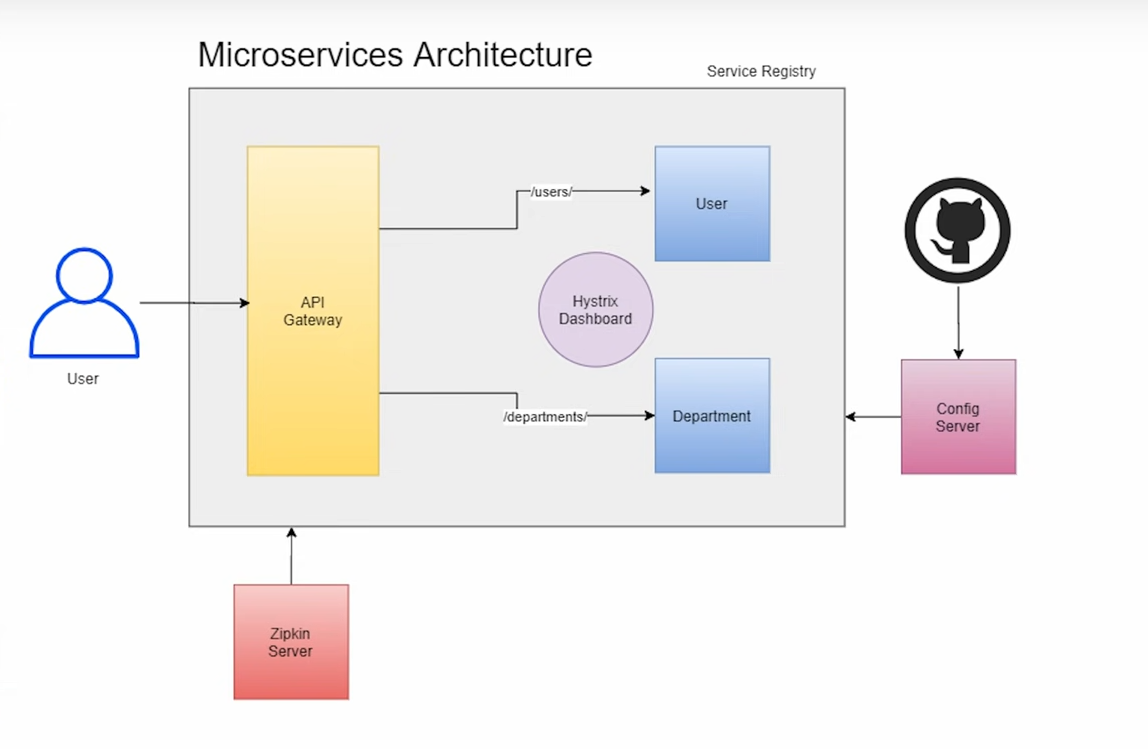 Microservices Architecture
Service Registry
/users/
User
API
Gateway
Hystrix
Dashboard
User
/departments/
Department
Config
Server
Zipkin
Server